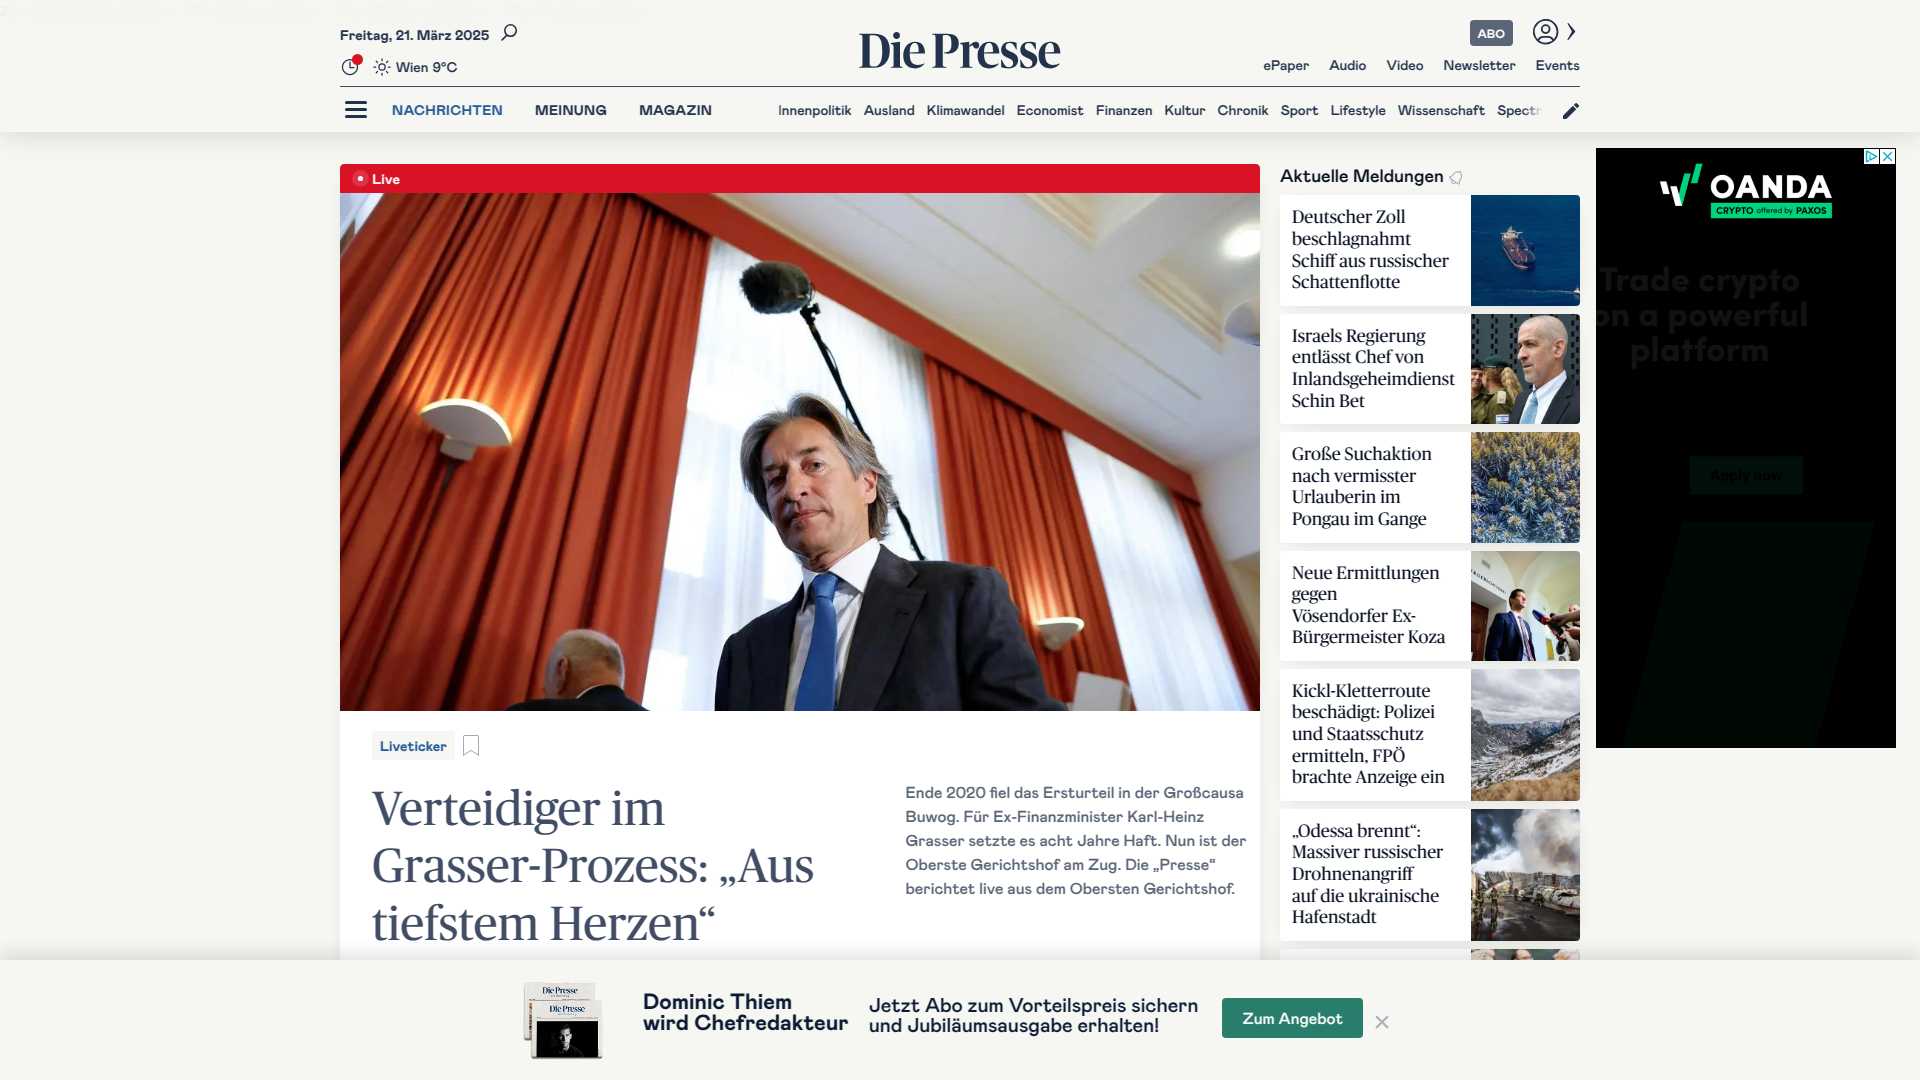 Freitag, 21. März 2025
Wien 9°C
Die Presse
ABO
ePaper Audio Video Newsletter Events
NACHRICHTEN MEINUNG MAGAZIN
Innenpolitik Ausland Klimawandel Economist Finanzen Kultur Chronik Sport Lifestyle Wissenschaft Spectr
Live
Liveticker
Verteidiger im
Grasser-Prozess: „Aus
tiefstem Herzen“
Ende 2020 fiel das Ersturteil in der Großcausa
Buwog. Für Ex-Finanzminister Karl-Heinz
Grasser setzte es acht Jahre Haft. Nun ist der
Oberste Gerichtshof am Zug. Die „Presse“
berichtet live aus dem Obersten Gerichtshof.
Aktuelle Meldungen
Deutscher Zoll
beschlagnahmt
Schiff aus russischer
Schattenflotte
Israels Regierung
entlässt Chef von
Inlandsgeheimdienst
Schin Bet
Große Suchaktion
nach vermisster
Urlauberin im
Pongau im Gange
Neue Ermittlungen
gegen
Vösendorfer Ex-
Bürgermeister Koza
Kickl-Kletterroute
beschädigt: Polizei
und Staatsschutz
ermitteln, FPÖ
brachte Anzeige ein
„Odessa brennt“:
Massiver russischer
Drohnenangriff
auf die ukrainische
Hafenstadt
OANDA
CRYPTO offered by PAXOS
Trade crypto
on a powerful
platform
Apply now
Die Presse
Die Presse
Dominic Thiem
wird Chefredakteur
Jetzt Abo zum Vorteilspreis sichern
und Jubiläumsausgabe erhalten!
Zum Angebot